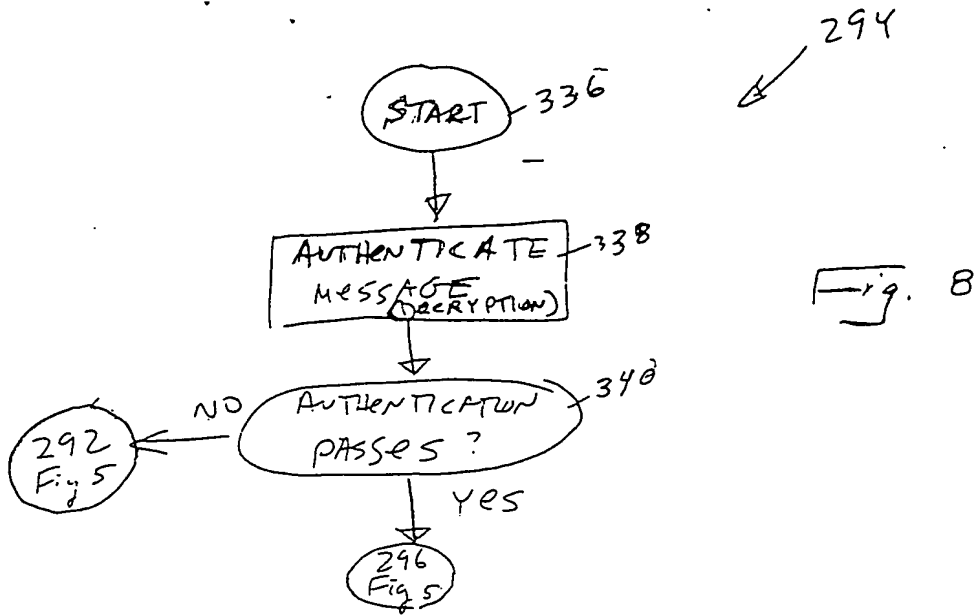 294
START
336
AUTHENTICATE
338
MESSAGE
(DECRYPTION)
Fig. 8
AUTHENTICATION
340
PASSES ?
NO
292
Fig 5
YES
296
Fig 5